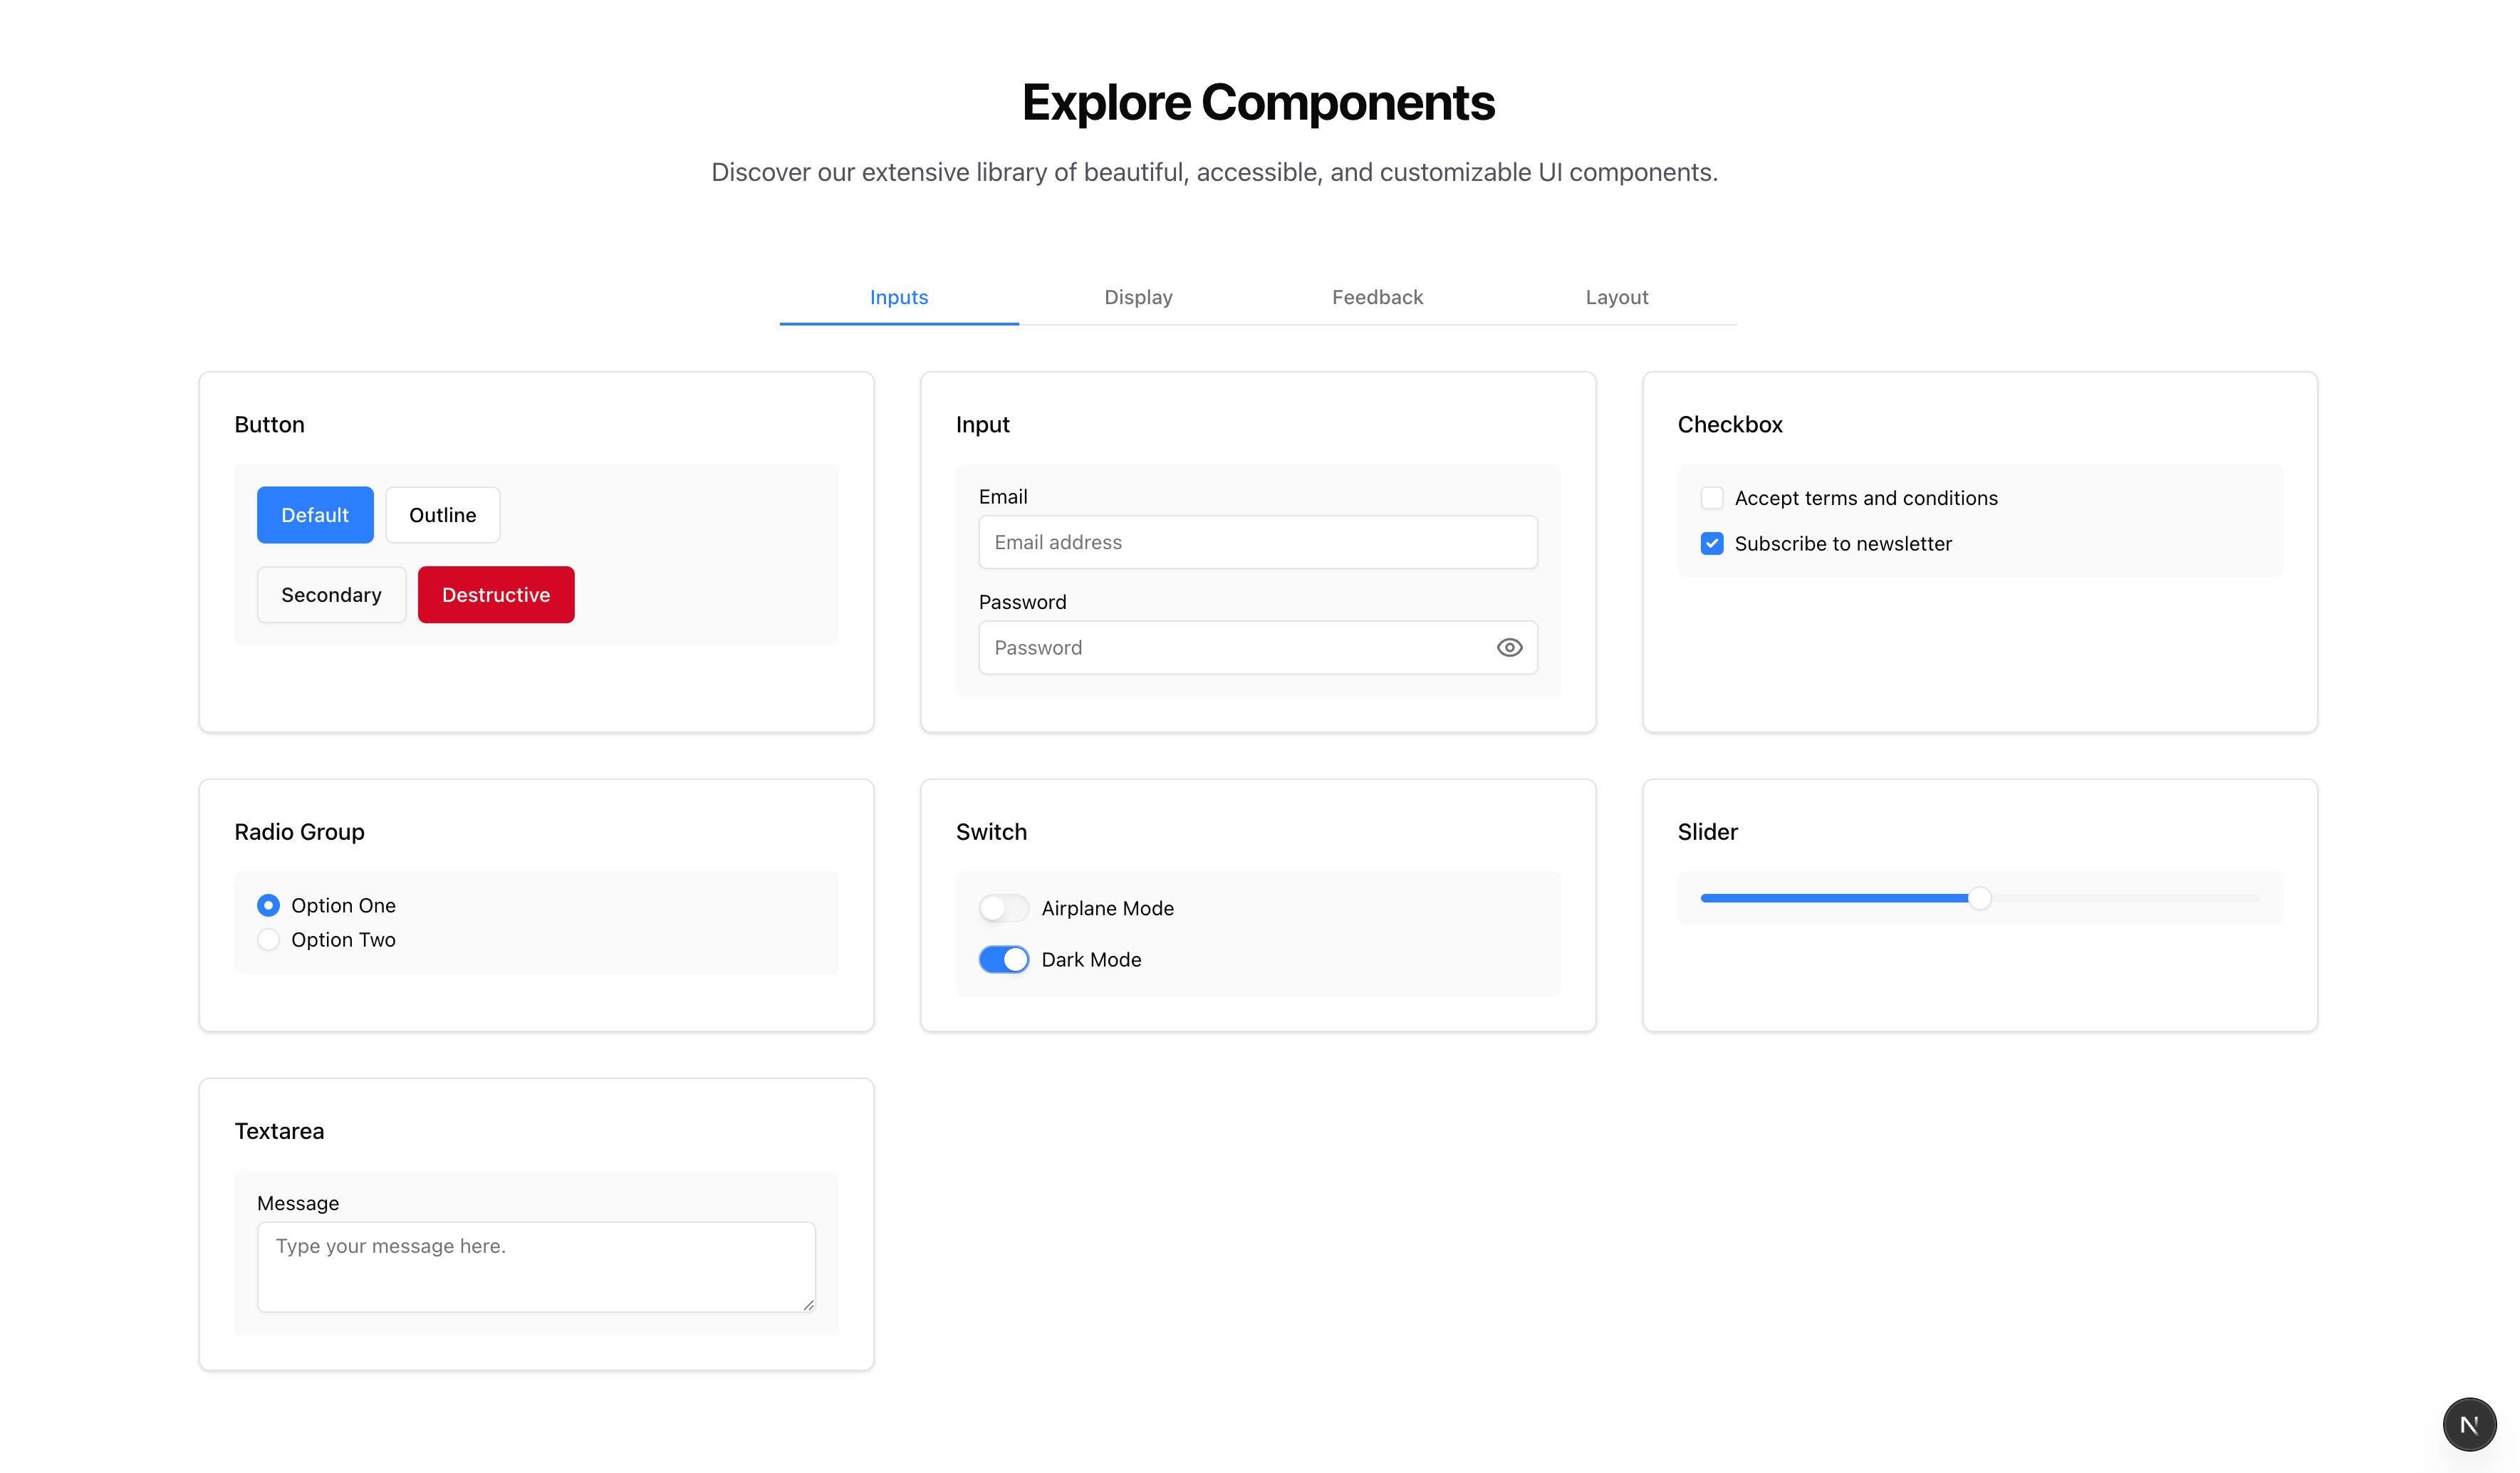 Explore Components
Discover our extensive library of beautiful, accessible, and customizable UI components.
Inputs
Display
Feedback
Layout
Button
Default
Outline
Secondary
Destructive
Input
Email
Email address
Password
Password
Checkbox
Accept terms and conditions
Subscribe to newsletter
Radio Group
Option One
Option Two
Switch
Airplane Mode
Dark Mode
Slider
Textarea
Message
Type your message here.
N